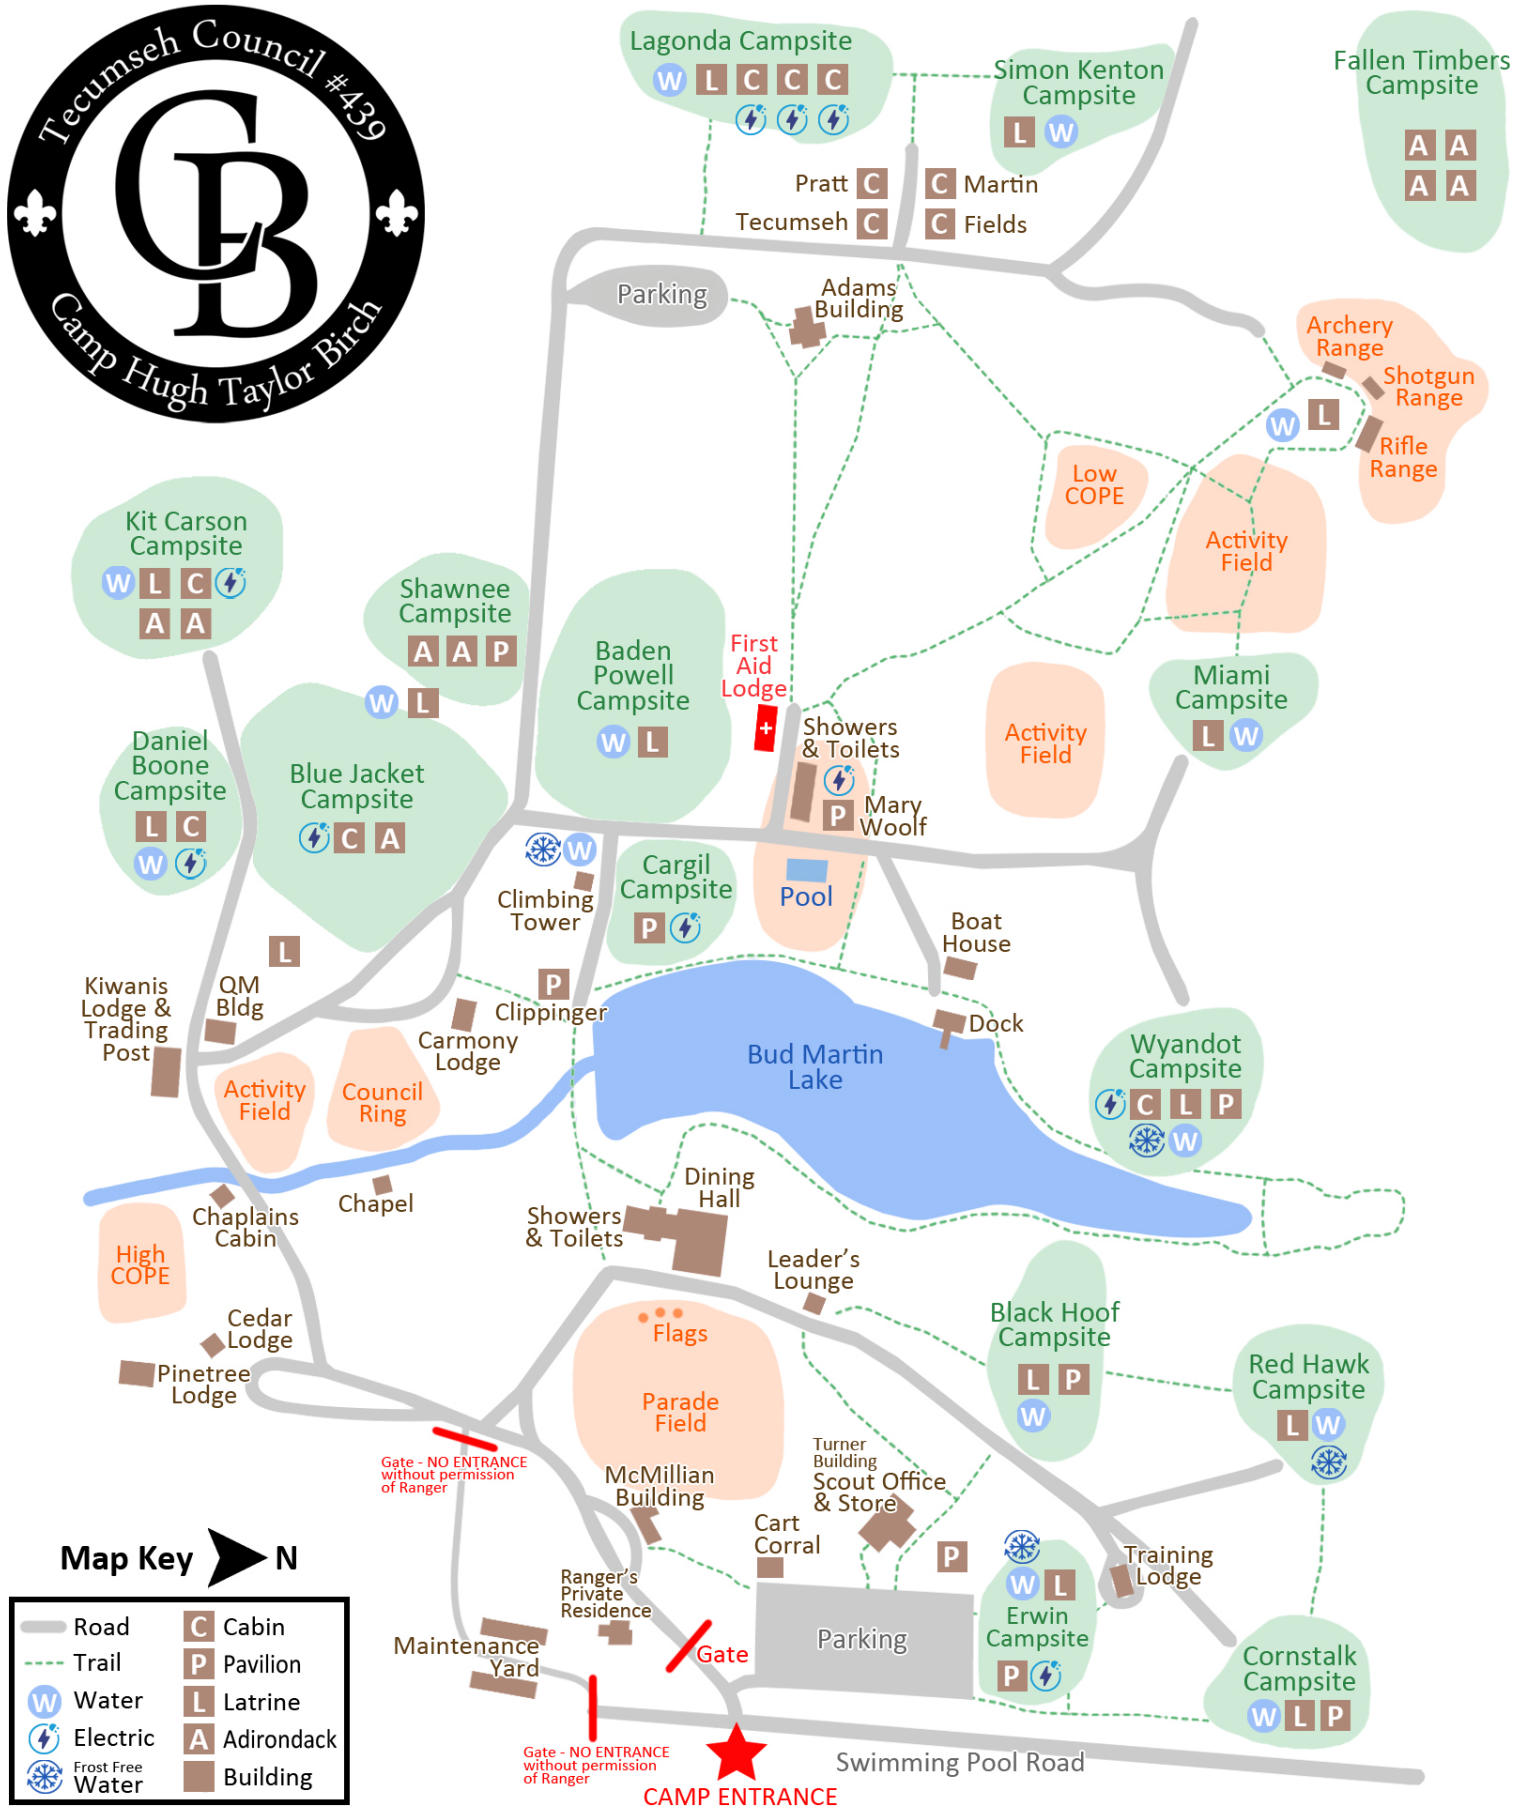 Tecumseh Council #439
CB
Camp Hugh Taylor Birch
Lagonda Campsite
W L C C C
Simon Kenton
Campsite
L W
Fallen Timbers
Campsite
A A
A A
Pratt C
C Martin
Tecumseh C
C Fields
Parking
Adams
Building
Archery
Range
Shotgun
Range
W L
Rifle
Range
Low
COPE
Activity
Field
Kit Carson
Campsite
W L C
A A
Shawnee
Campsite
A A P
W L
Baden
Powell
Campsite
W L
First
Aid
Lodge
Showers
& Toilets
P Mary
Woolf
Activity
Field
Miami
Campsite
L W
Daniel
Boone
Campsite
L C
W
Blue Jacket
Campsite
C A
W
Climbing
Tower
Cargil
Campsite
P
Pool
Boat
House
L
Kiwanis
Lodge &
Trading
Post
QM
Bldg
P
Clippinger
Carmony
Lodge
Dock
Bud Martin
Lake
Wyandot
Campsite
C L P
W
Activity
Field
Council
Ring
Chaplains
Cabin
Chapel
Dining
Hall
Showers
& Toilets
High
COPE
Leader's
Lounge
Cedar
Lodge
Pinetree
Lodge
Flags
Parade
Field
Black Hoof
Campsite
L P
W
Red Hawk
Campsite
L W
Gate - NO ENTRANCE
without permission
of Ranger
McMillian
Building
Turner
Building
Scout Office
& Store
Cart
Corral
P
Training
Lodge
Ranger's
Private
Residence
W L
Erwin
Campsite
P
Maintenance
Yard
Gate
Parking
Cornstalk
Campsite
W L P
Gate - NO ENTRANCE
without permission
of Ranger
CAMP ENTRANCE
Swimming Pool Road
Map Key N
Road
C Cabin
Trail
P Pavilion
W Water
L Latrine
Electric
A Adirondack
Frost Free
Water
Building